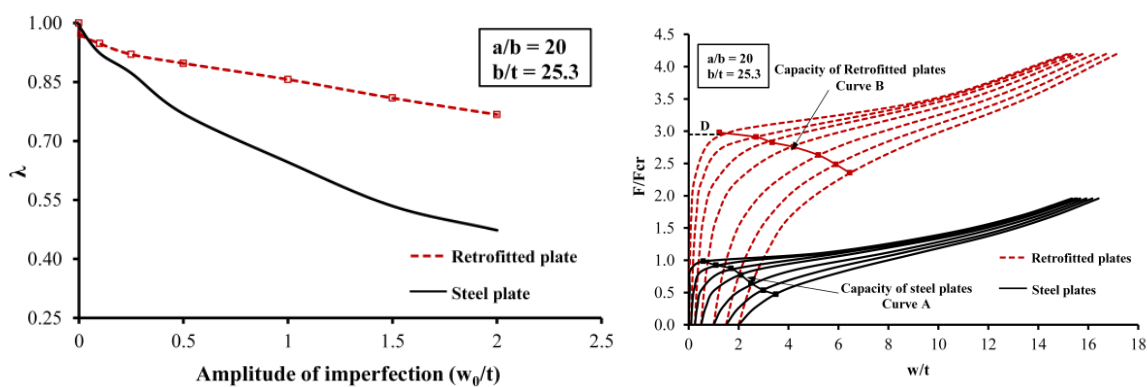 1.00
0.85
0.70
0.55
0.40
0.25
λ
a/b = 20
b/t = 25.3
Retrofitted plate
Steel plate
0
0.5
1
1.5
2
2.5
Amplitude of imperfection (w0/t)
4.5
4.0
3.5
3.0
2.5
2.0
1.5
1.0
0.5
0.0
F/Fcr
a/b = 20
b/t = 25.3
Capacity of Retrofitted plates
Curve B
D
Retrofitted plates
Capacity of steel plates
Curve A
Steel plates
0
2
4
6
8
10
12
14
16
18
w/t